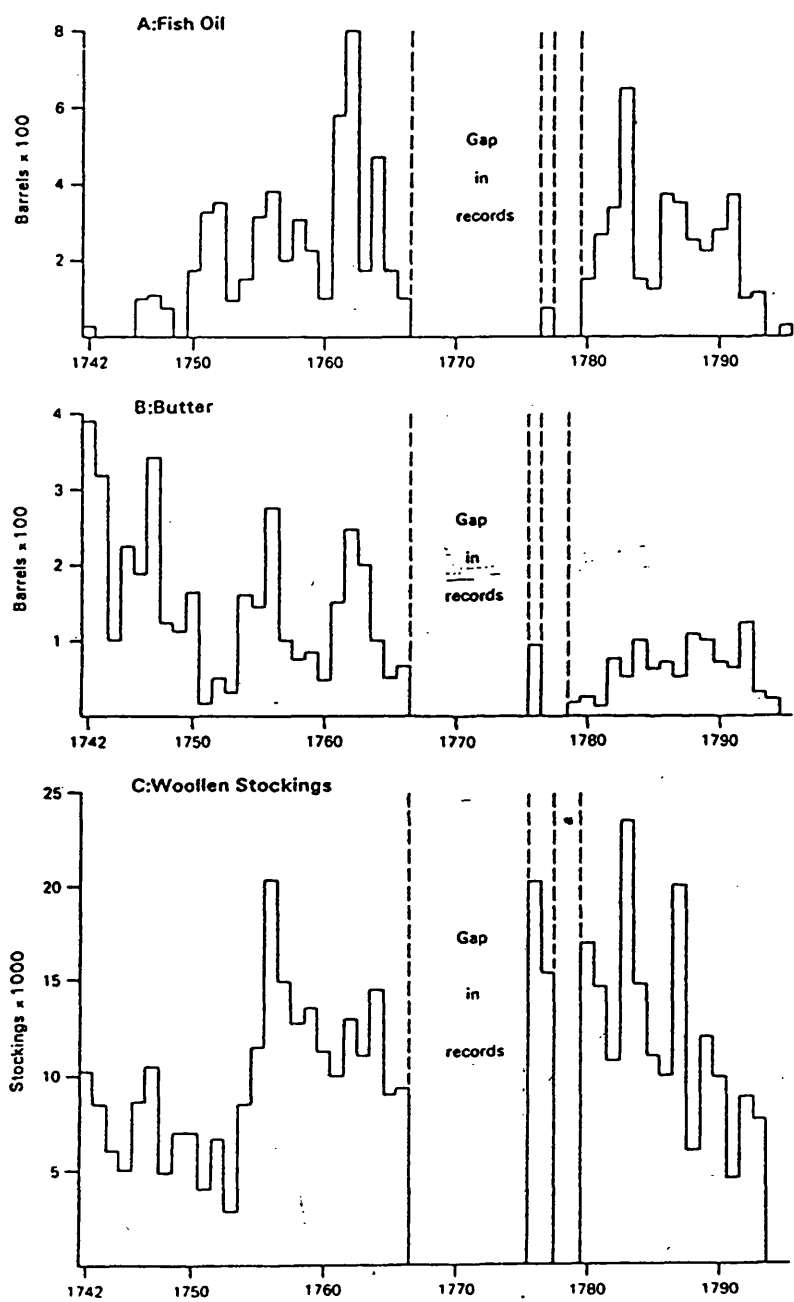 A:Fish Oil
Barrels x 100
8
6
4
2
Gap
in
records
1742
1750
1760
1770
1780
1790
B:Butter
Barrels x 100
4
3
2
1
Gap
in
records
1742
1750
1760
1770
1780
1790
C:Woollen Stockings
Stockings x 1000
25
20
15
10
5
Gap
in
records
1742
1750
1760
1770
1780
1790